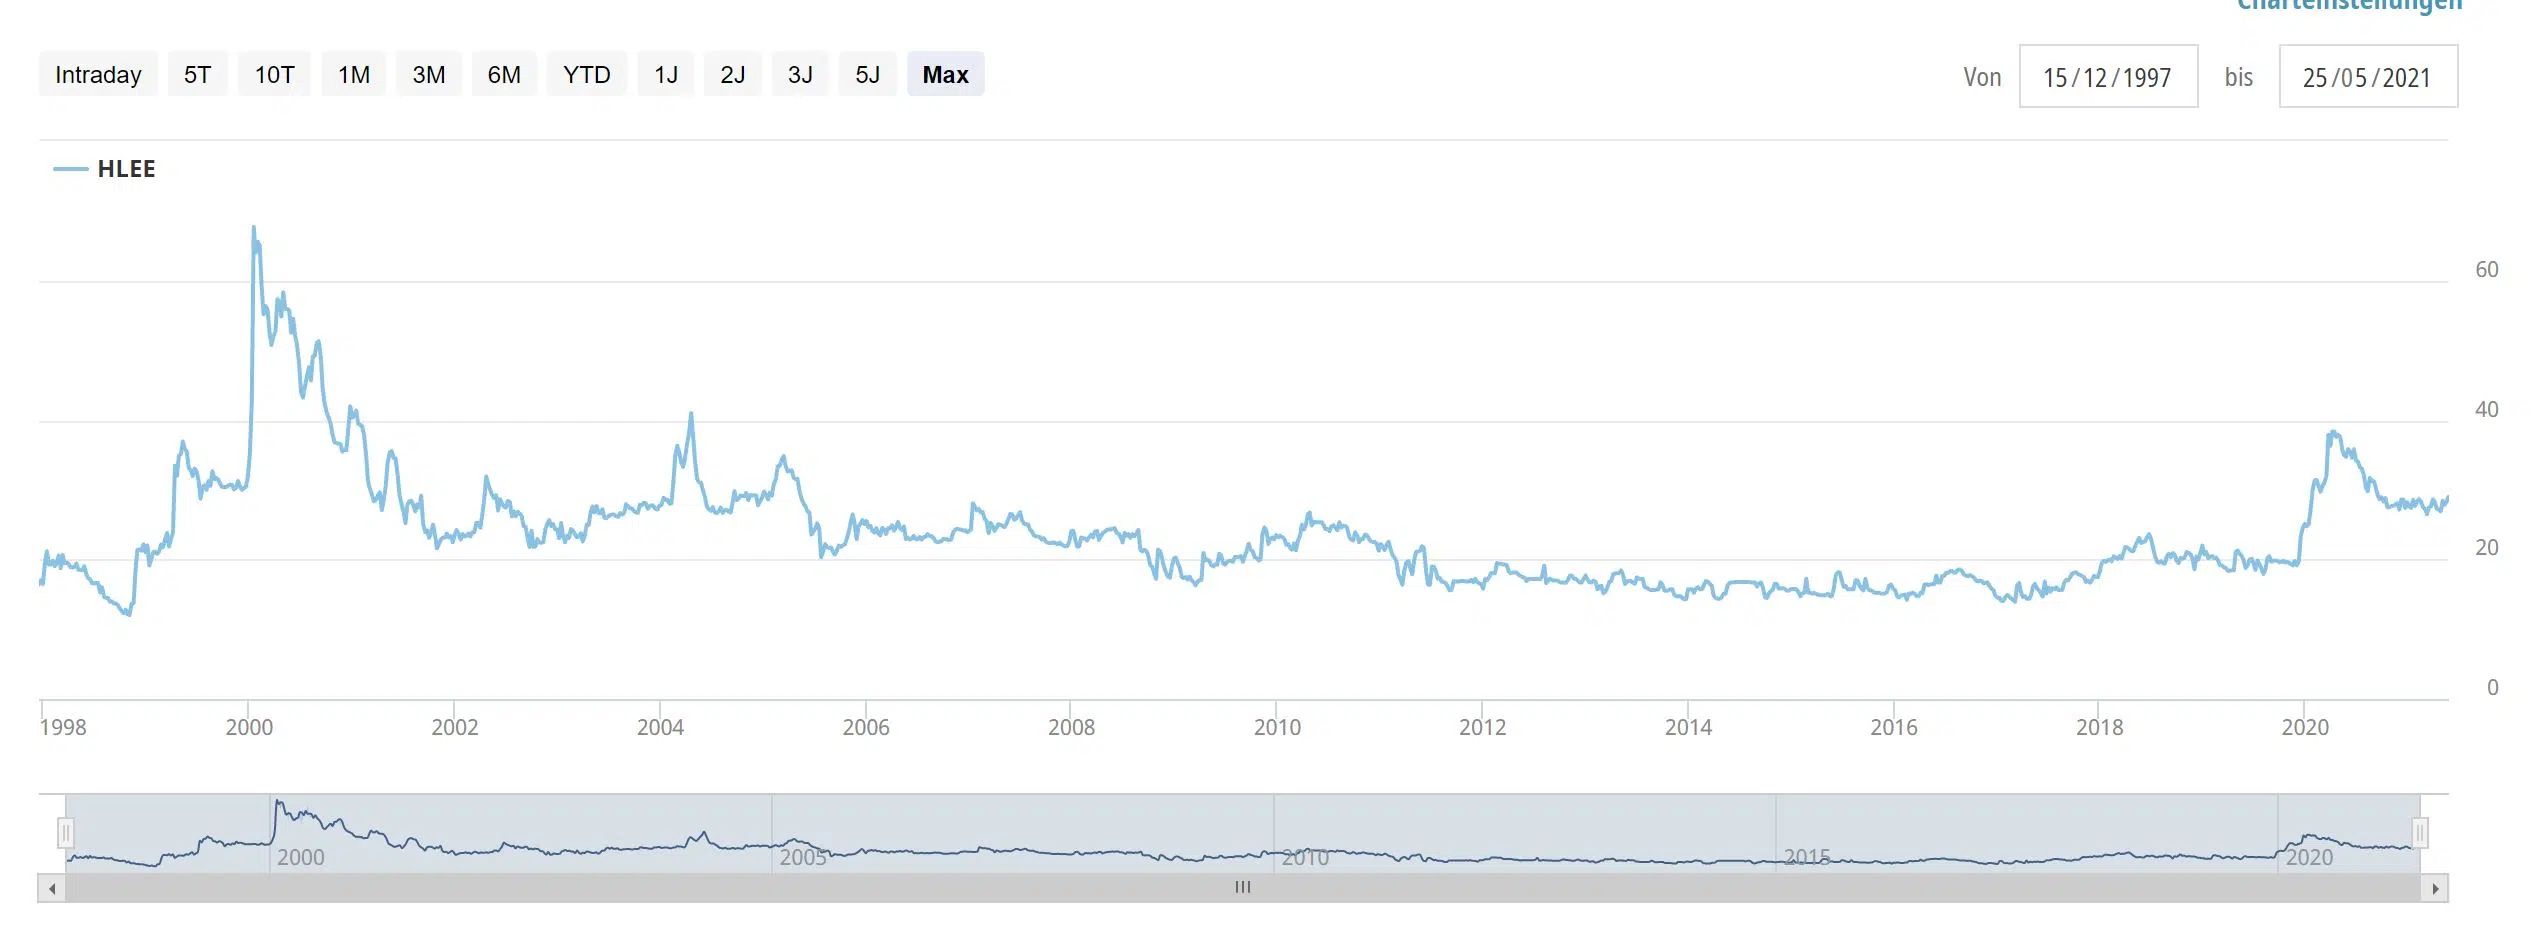 Charteinstellungen
Intraday 5T 10T 1M 3M 6M YTD 1J 2J 3J 5J Max Von 15/12/1997 bis 25/05/2021
HLEE
60
40
20
0
1998 2000 2002 2004 2006 2008 2010 2012 2014 2016 2018 2020
2000 2005 2010 2015 2020